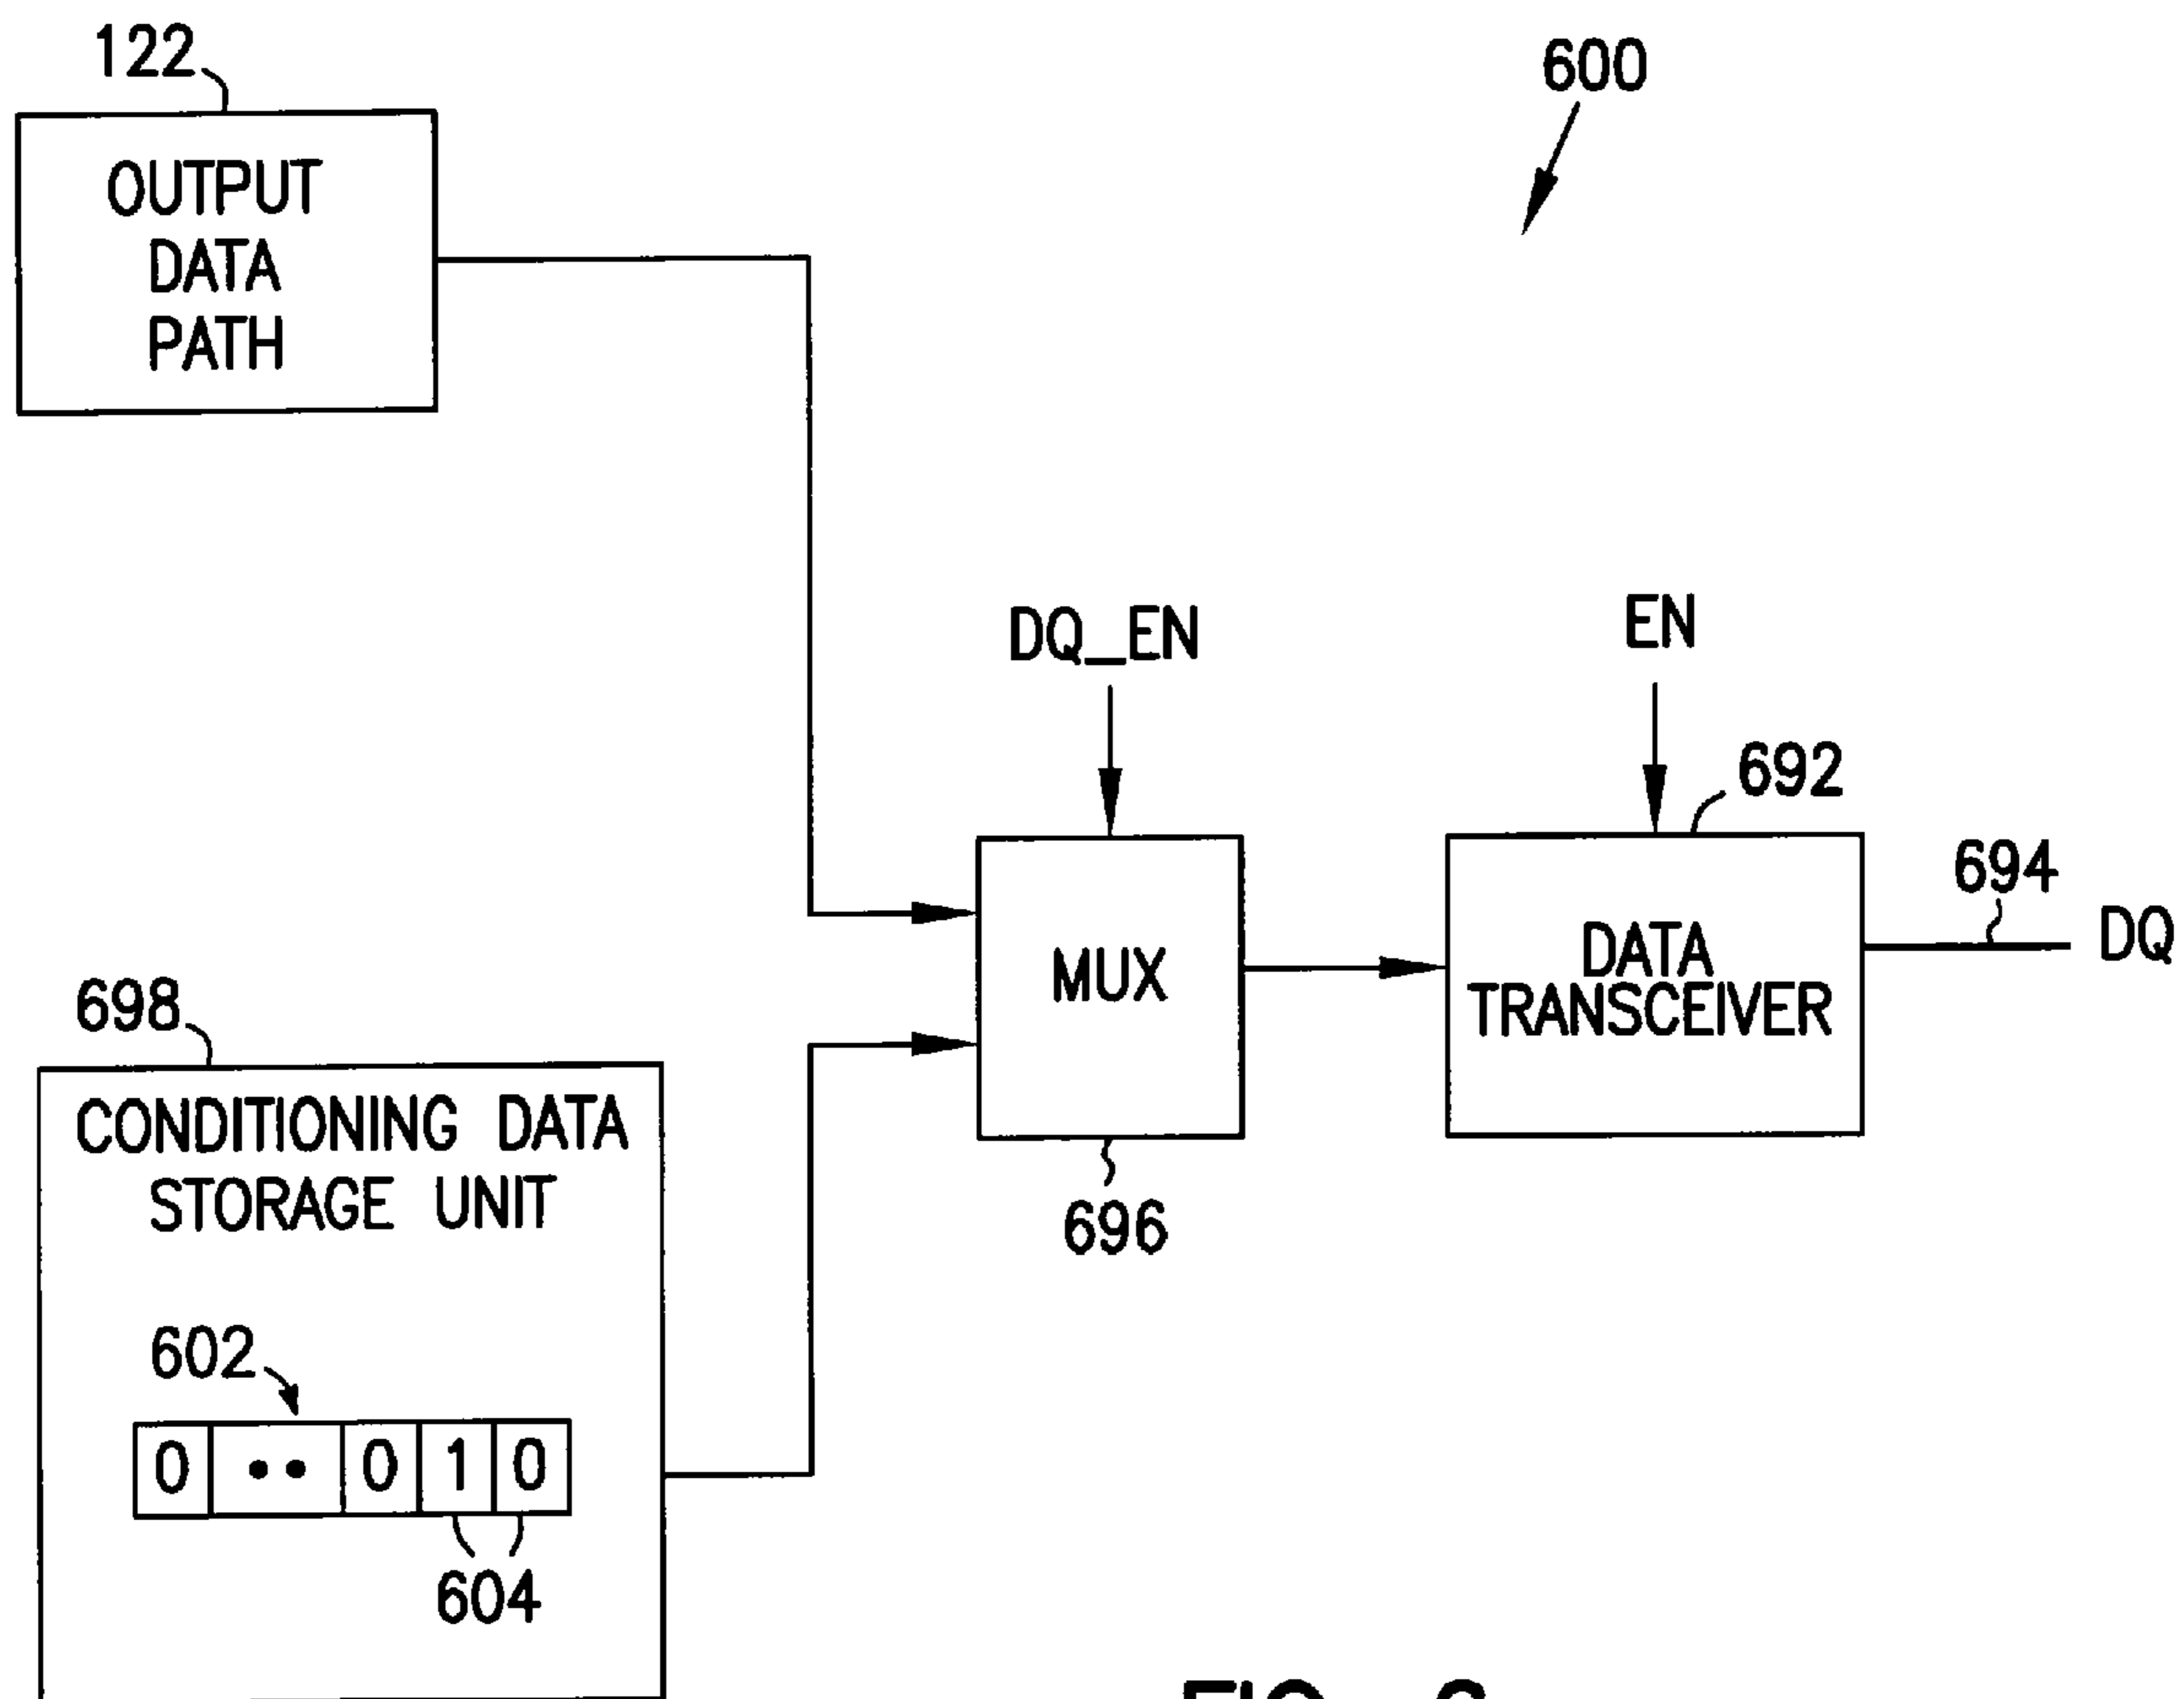 122
600
OUTPUT
DATA
PATH
DQ_EN
EN
692
694
DQ
MUX
DATA
TRANSCEIVER
698
CONDITIONING DATA
STORAGE UNIT
696
602
0 •• 0 1 0
604